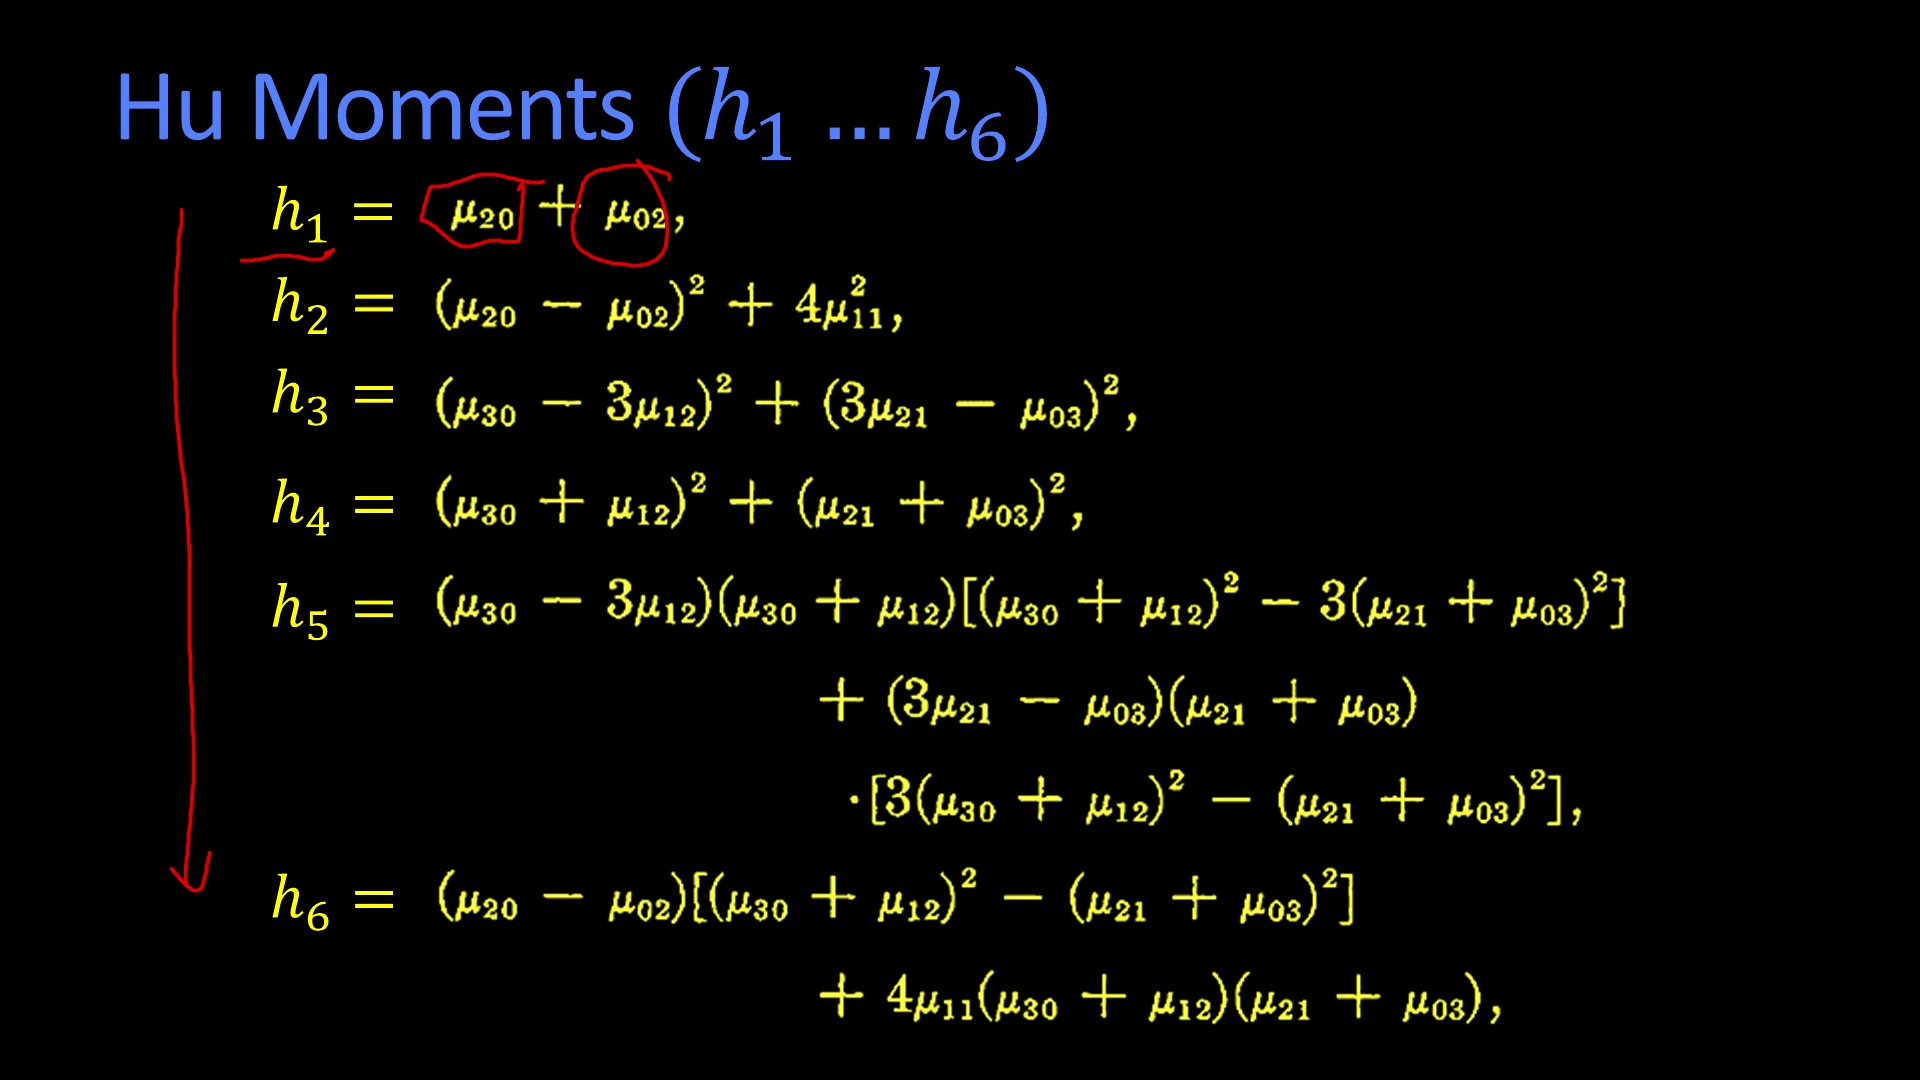 Hu Moments (h₁ … h₆)
h₁ = μ₂₀ + μ₀₂,
h₂ = (μ₂₀ − μ₀₂)² + 4μ₁₁²,
h₃ = (μ₃₀ − 3μ₁₂)² + (3μ₂₁ − μ₀₃)²,
h₄ = (μ₃₀ + μ₁₂)² + (μ₂₁ + μ₀₃)²,
h₅ = (μ₃₀ − 3μ₁₂)(μ₃₀ + μ₁₂)[(μ₃₀ + μ₁₂)² − 3(μ₂₁ + μ₀₃)²]
+ (3μ₂₁ − μ₀₃)(μ₂₁ + μ₀₃)
·[3(μ₃₀ + μ₁₂)² − (μ₂₁ + μ₀₃)²],
h₆ = (μ₂₀ − μ₀₂)[(μ₃₀ + μ₁₂)² − (μ₂₁ + μ₀₃)²]
+ 4μ₁₁(μ₃₀ + μ₁₂)(μ₂₁ + μ₀₃),